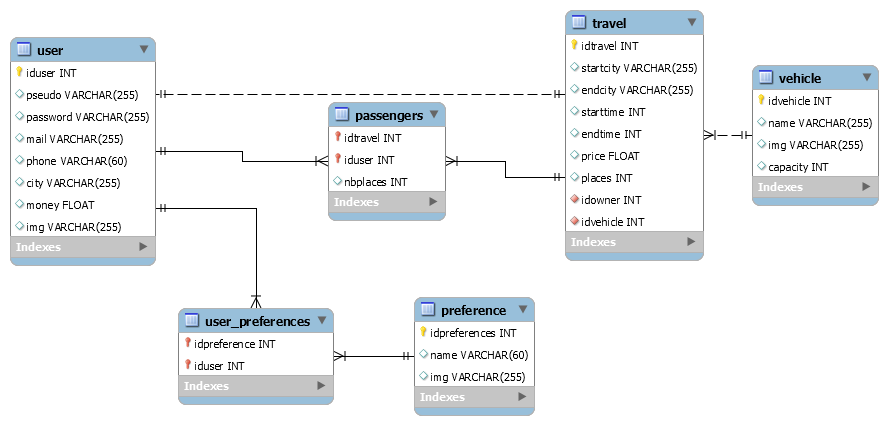 user
iduser INT
pseudo VARCHAR(255)
password VARCHAR(255)
mail VARCHAR(255)
phone VARCHAR(60)
city VARCHAR(255)
money FLOAT
img VARCHAR(255)
Indexes
passengers
idtravel INT
iduser INT
nbplaces INT
Indexes
travel
idtravel INT
startcity VARCHAR(255)
endcity VARCHAR(255)
starttime INT
endtime INT
price FLOAT
places INT
idowner INT
idvehicle INT
Indexes
vehicle
idvehicle INT
name VARCHAR(255)
img VARCHAR(255)
capacity INT
Indexes
user_preferences
idpreference INT
iduser INT
Indexes
preference
idpreferences INT
name VARCHAR(60)
img VARCHAR(255)
Indexes